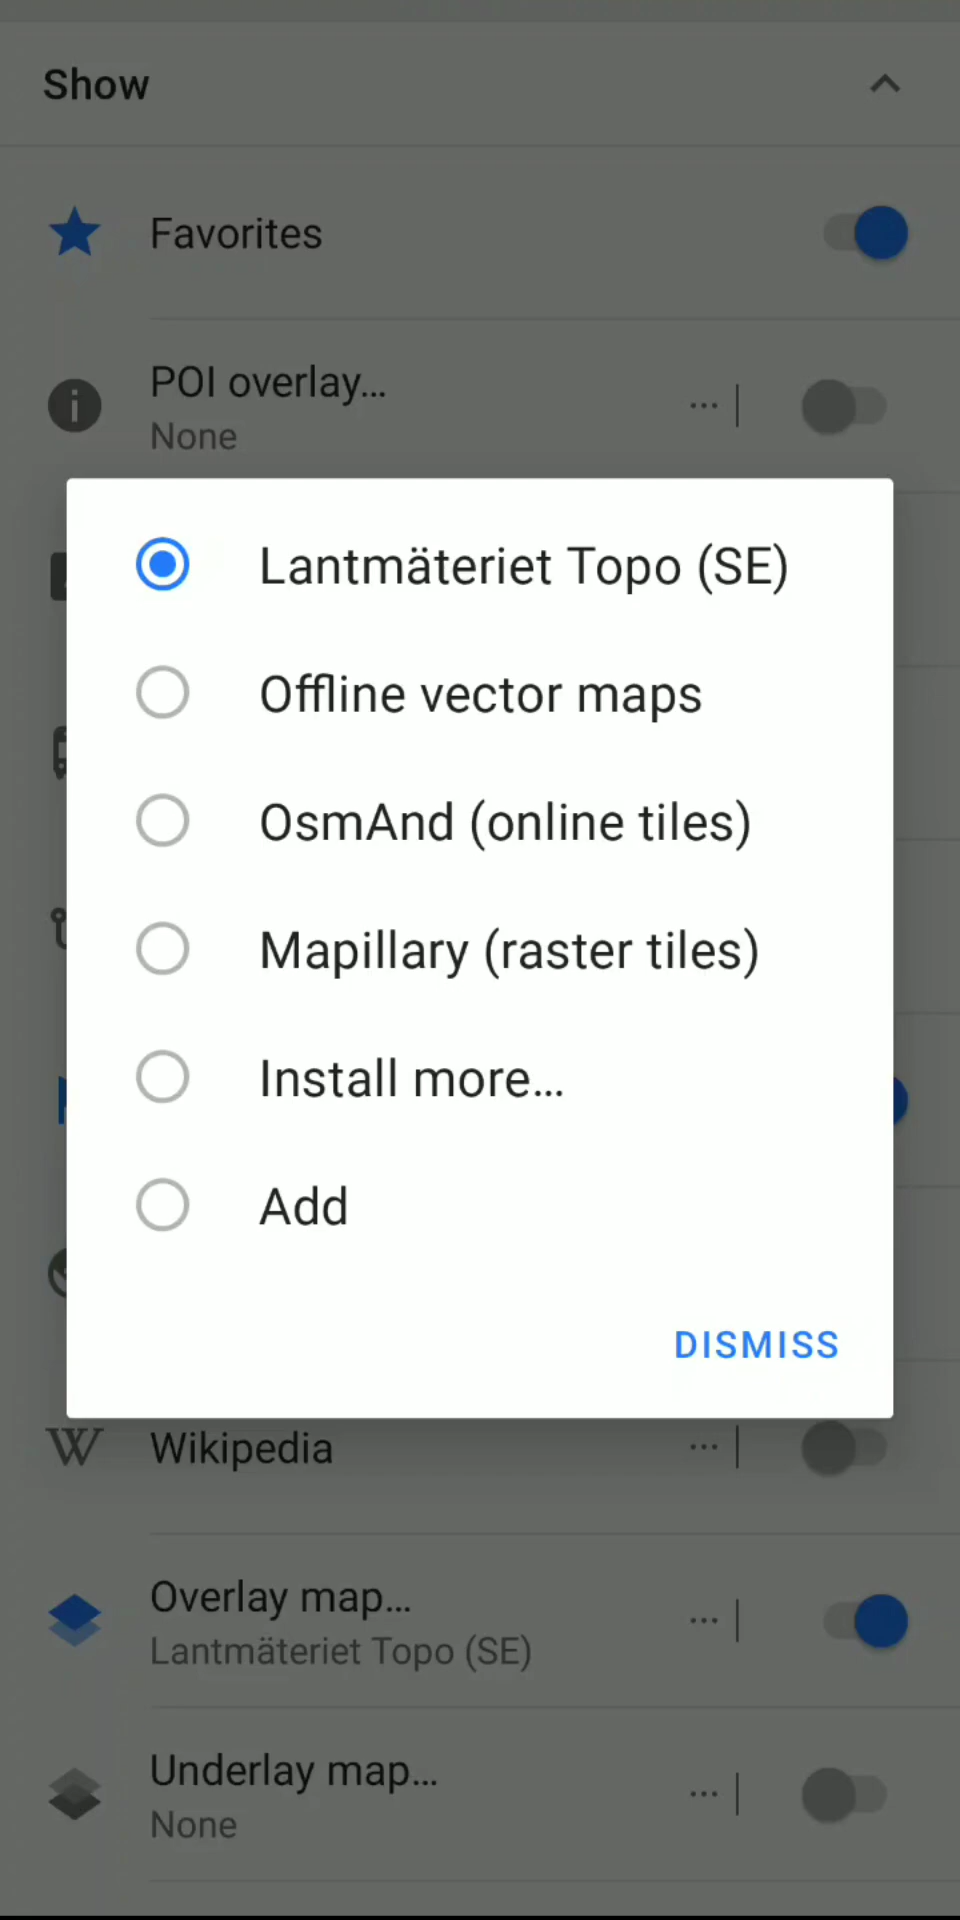 Show
Favorites
POI overlay...
None
Lantmäteriet Topo (SE)
Offline vector maps
OsmAnd (online tiles)
Mapillary (raster tiles)
Install more...
Add
DISMISS
Wikipedia
Overlay map...
Lantmäteriet Topo (SE)
Underlay map...
None